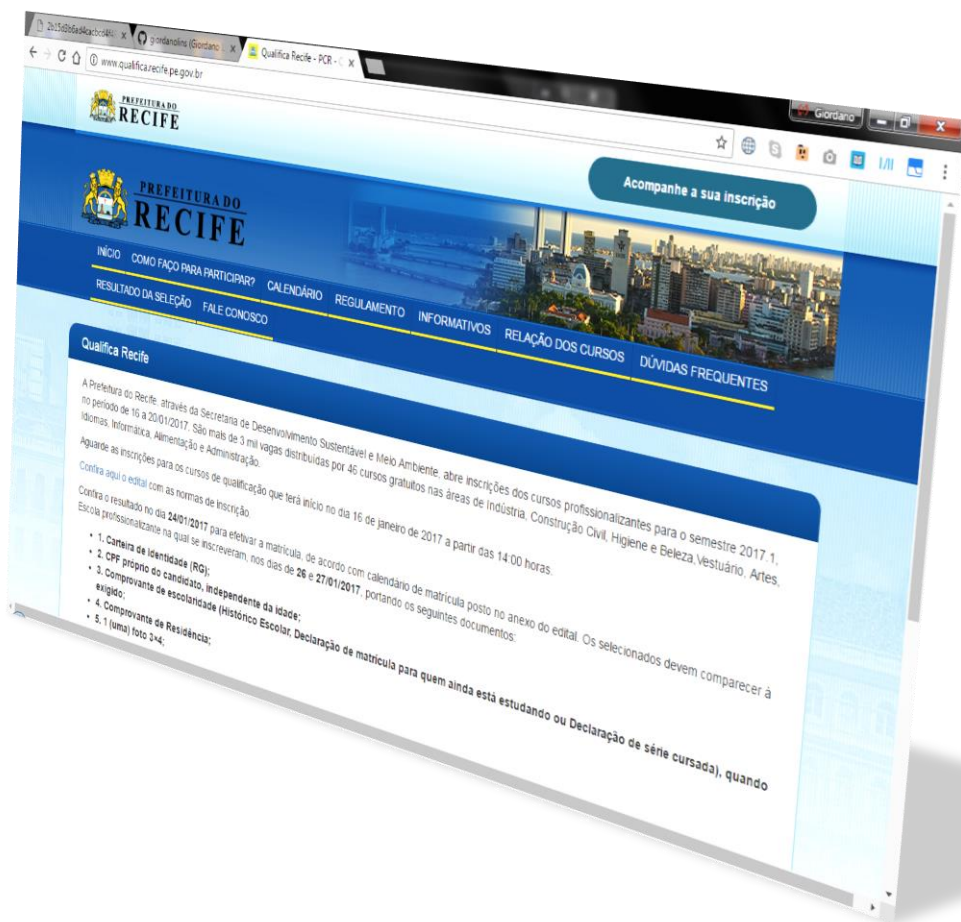 2b15d3b6ad4cacbcd4f4
giordanolins (Giordano
Qualifica Recife - PCR - G
Giordano
www.qualifica.recife.pe.gov.br
PREFEITURA DO
RECIFE
Acompanhe a sua inscrição
PREFEITURA DO
RECIFE
INÍCIO COMO FAÇO PARA PARTICIPAR? CALENDÁRIO REGULAMENTO INFORMATIVOS RELAÇÃO DOS CURSOS DÚVIDAS FREQUENTES
RESULTADO DA SELEÇÃO FALE CONOSCO
Qualifica Recife
A Prefeitura do Recife, através da Secretaria de Desenvolvimento Sustentável e Meio Ambiente, abre inscrições dos cursos profissionalizantes para o semestre 2017.1,
no período de 16 a 20/01/2017. São mais de 3 mil vagas distribuídas por 46 cursos gratuitos nas áreas de Indústria, Construção Civil, Higiene e Beleza,Vestuário, Artes,
Idiomas, Informática, Alimentação e Administração.
Aguarde as inscrições para os cursos de qualificação que terá início no dia 16 de janeiro de 2017 a partir das 14:00 horas.
Confira aqui o edital com as normas de inscrição
Confira o resultado no dia 24/01/2017 para efetivar a matrícula, de acordo com calendário de matrícula posto no anexo do edital. Os selecionados devem comparecer à
Escola profissionalizante na qual se inscreveram, nos dias de 26 e 27/01/2017, portando os seguintes documentos:
1. Carteira de Identidade (RG);
2. CPF próprio do candidato, independente da idade;
3. Comprovante de escolaridade (Histórico Escolar, Declaração de matrícula para quem ainda está estudando ou Declaração de série cursada), quando
exigido;
4. Comprovante de Residência;
5. 1 (uma) foto 3×4;